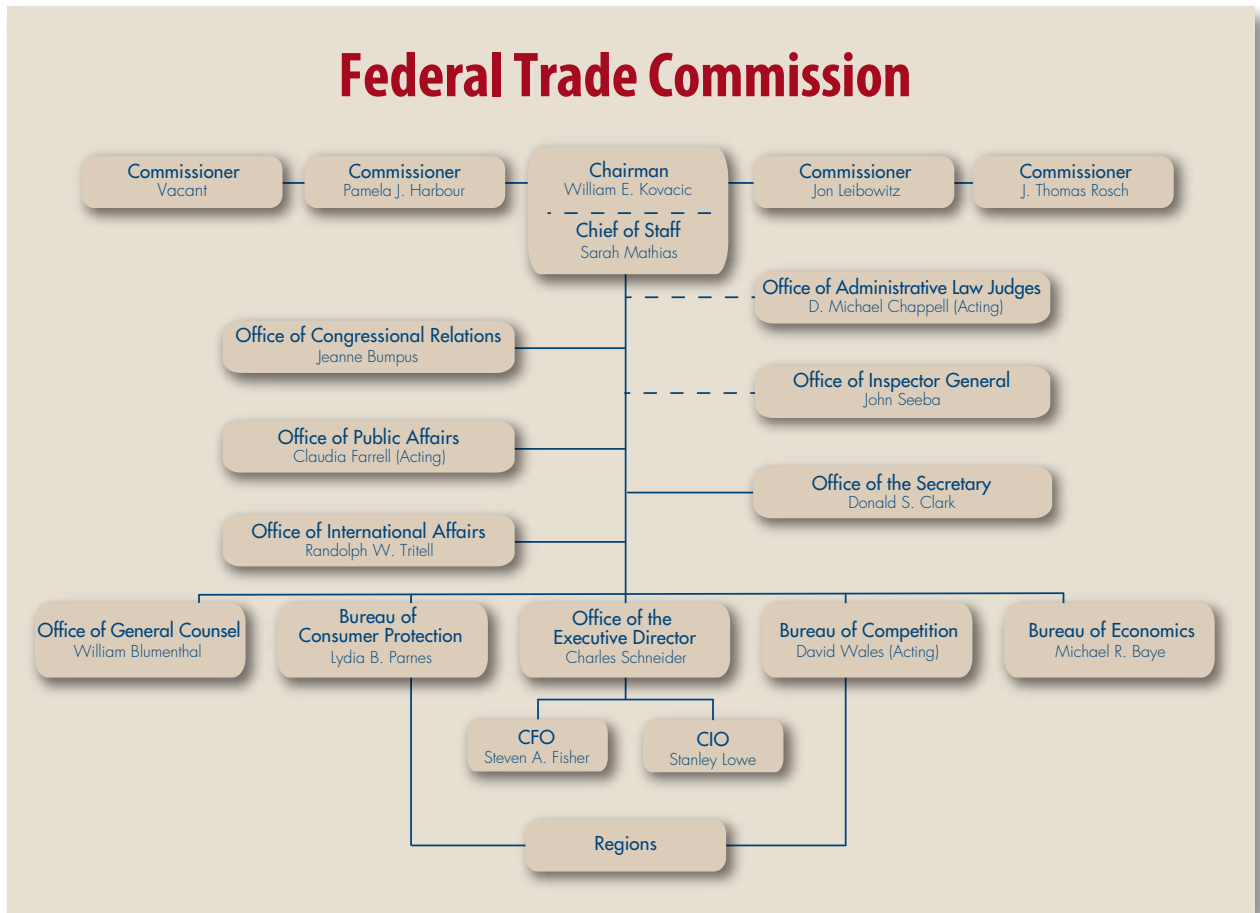 Federal Trade Commission
Commissioner
Vacant
Commissioner
Pamela J. Harbour
Chairman
William E. Kovacic
Chief of Staff
Sarah Mathias
Commissioner
Jon Leibowitz
Commissioner
J. Thomas Rosch
Office of Administrative Law Judges
D. Michael Chappell (Acting)
Office of Congressional Relations
Jeanne Bumpus
Office of Inspector General
John Seeba
Office of Public Affairs
Claudia Farrell (Acting)
Office of the Secretary
Donald S. Clark
Office of International Affairs
Randolph W. Tritell
Office of General Counsel
William Blumenthal
Bureau of
Consumer Protection
Lydia B. Parnes
Office of the
Executive Director
Charles Schneider
Bureau of Competition
David Wales (Acting)
Bureau of Economics
Michael R. Baye
CFO
Steven A. Fisher
CIO
Stanley Lowe
Regions